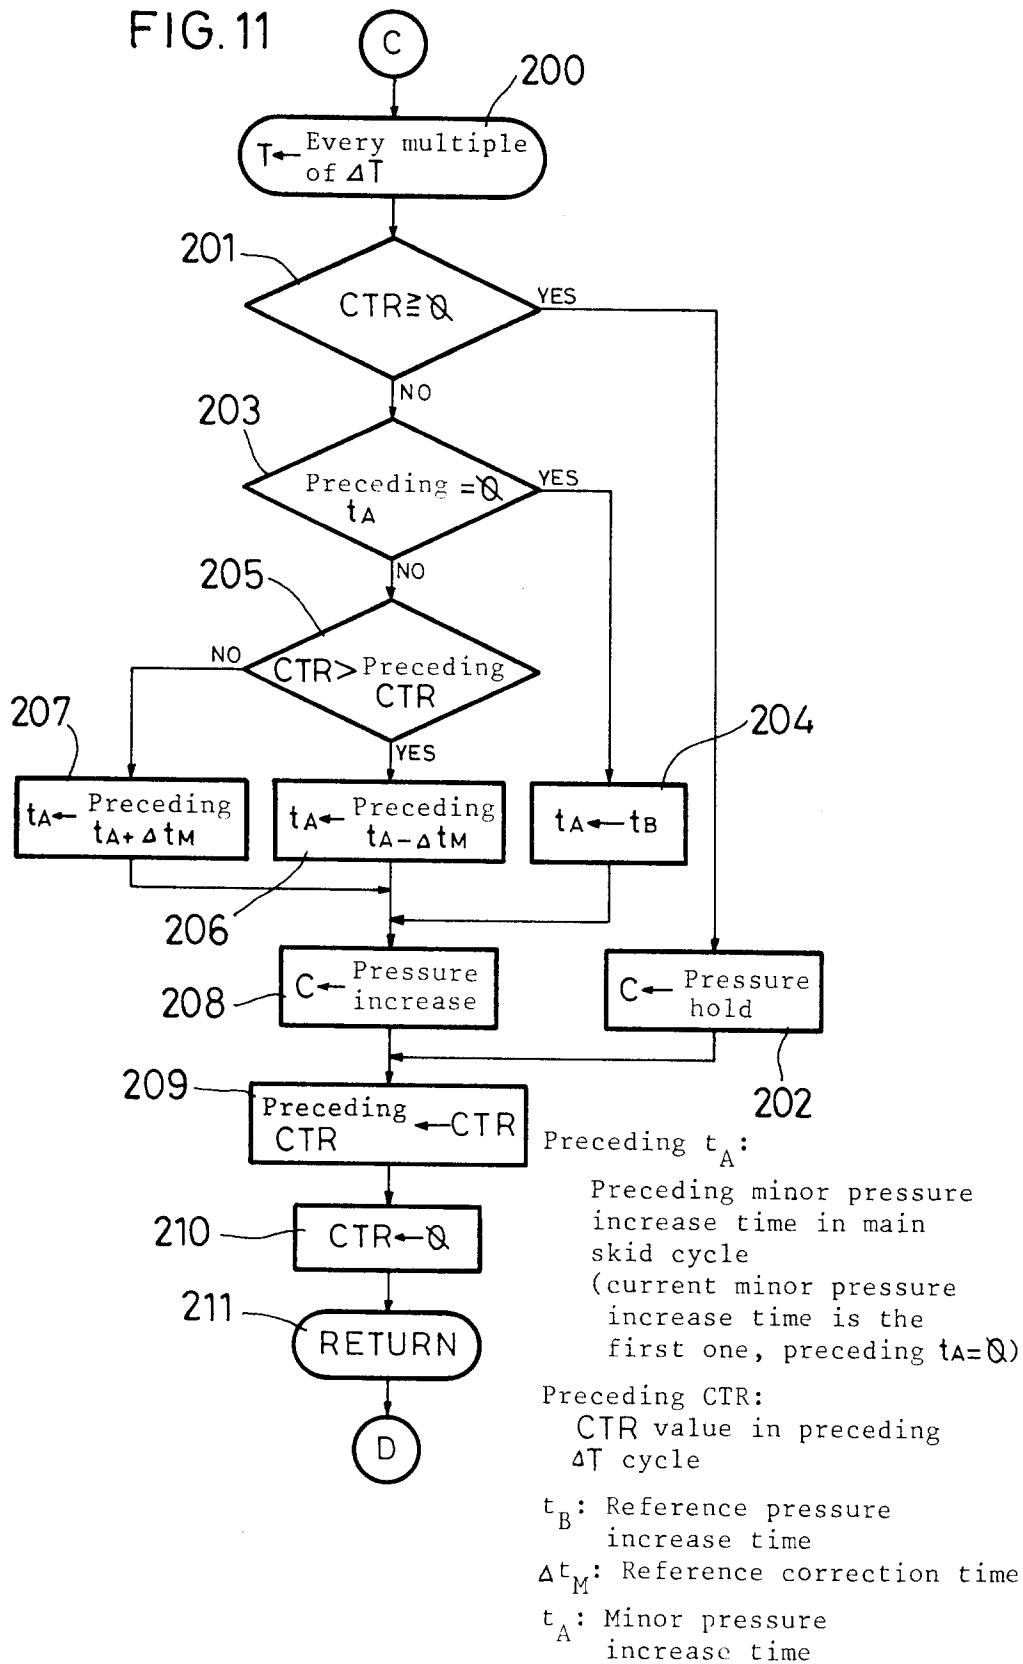 FIG. 11
C
200
T← Every multiple
of ΔT
201
CTR≧0̸
YES
NO
203
Preceding =0̸
tA
YES
NO
205
NO
CTR> Preceding
CTR
YES
207
204
tA← Preceding
tA+ΔtM
tA← Preceding
tA−ΔtM
tA←tB
206
C← Pressure
increase
208
C← Pressure
hold
202
209
Preceding
CTR
←CTR
210
CTR←0̸
211
RETURN
D
Preceding tA:
Preceding minor pressure
increase time in main
skid cycle
(current minor pressure
increase time is the
first one, preceding tA=0̸)
Preceding CTR:
CTR value in preceding
ΔT cycle
tB: Reference pressure
increase time
ΔtM: Reference correction time
tA: Minor pressure
increase time